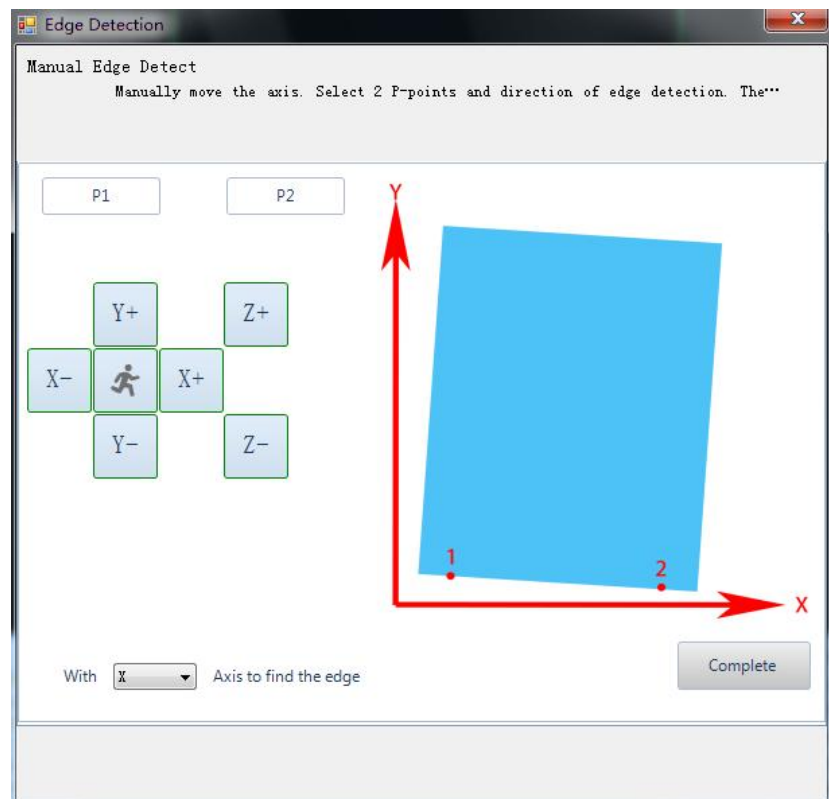 Edge Detection
Manual Edge Detect
Manually move the axis. Select 2 P-points and direction of edge detection. The…
P1
P2
Y
Y+
Z+
X-
X+
Y-
Z-
1
2
X
With X Axis to find the edge
Complete